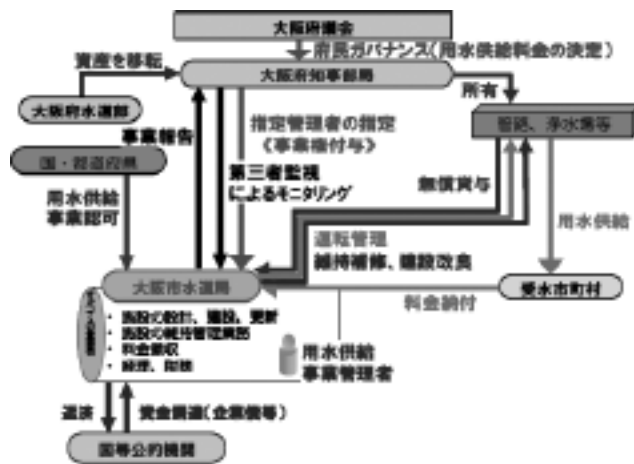 大阪府議会
府民ガバナンス(用水供給料金の決定)
資産を移転
大阪府知事部局
所有
大阪府水道部
管路、浄水場等
事業報告
指定管理者の指定
《事業権付与》
国・都道府県
第三者監視
によるモニタリング
無償貸与
用水供給
事業認可
用水供給
運転管理
維持補修、建設改良
大阪市水道局
受水市町村
料金納付
・ 施設の設計、建設、更新
・ 施設の維持管理業務
・ 料金徴収
・ 経理、財務
用水供給
事業管理者
返済
資金調達(企業債等)
国等公的機関